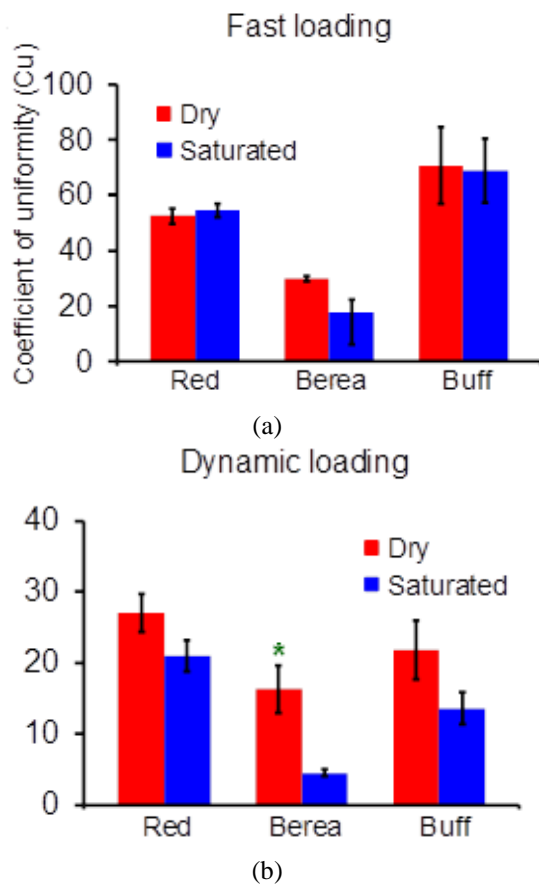 Fast loading
Coefficient of uniformity (Cu)
100
80
60
40
20
0
Dry
Saturated
Red Berea Buff
(a)
Dynamic loading
40
30
20
10
0
Dry
Saturated
*
Red Berea Buff
(b)